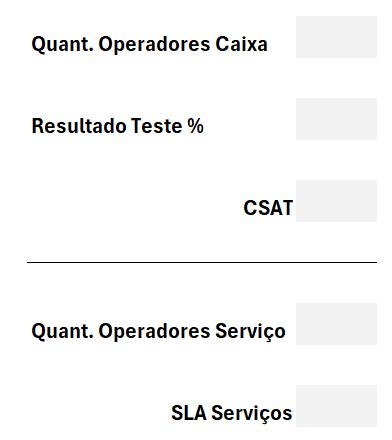 Quant. Operadores Caixa
Resultado Teste %
CSAT
Quant. Operadores Serviço
SLA Serviços